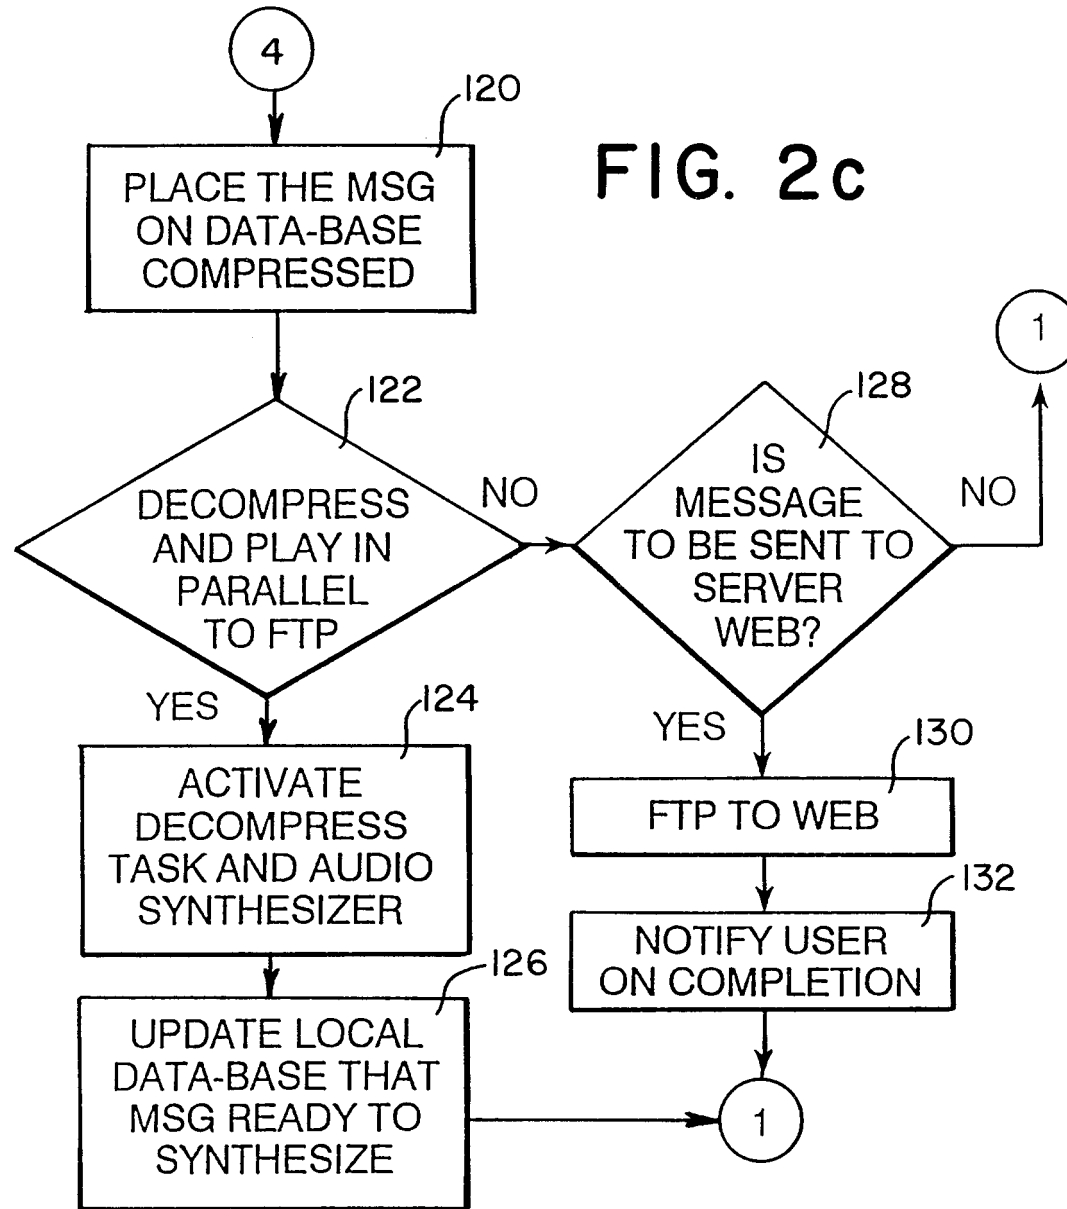 4
120
FIG. 2c
PLACE THE MSG
ON DATA-BASE
COMPRESSED
1
122
128
DECOMPRESS
AND PLAY IN
PARALLEL
TO FTP
NO
IS
MESSAGE
TO BE SENT TO
SERVER
WEB?
NO
YES
124
YES
130
ACTIVATE
DECOMPRESS
TASK AND AUDIO
SYNTHESIZER
FTP TO WEB
132
NOTIFY USER
ON COMPLETION
126
UPDATE LOCAL
DATA-BASE THAT
MSG READY TO
SYNTHESIZE
1